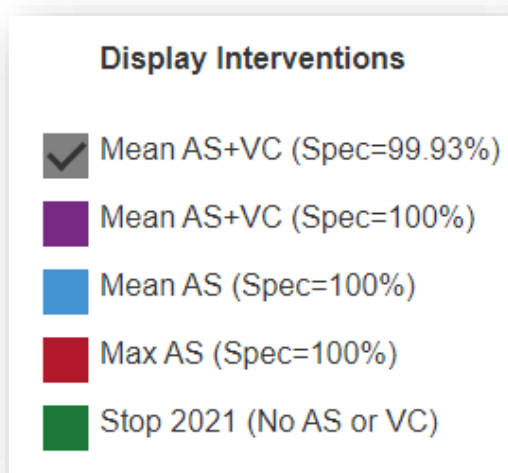 Display Interventions
Mean AS+VC (Spec=99.93%)
Mean AS+VC (Spec=100%)
Mean AS (Spec=100%)
Max AS (Spec=100%)
Stop 2021 (No AS or VC)